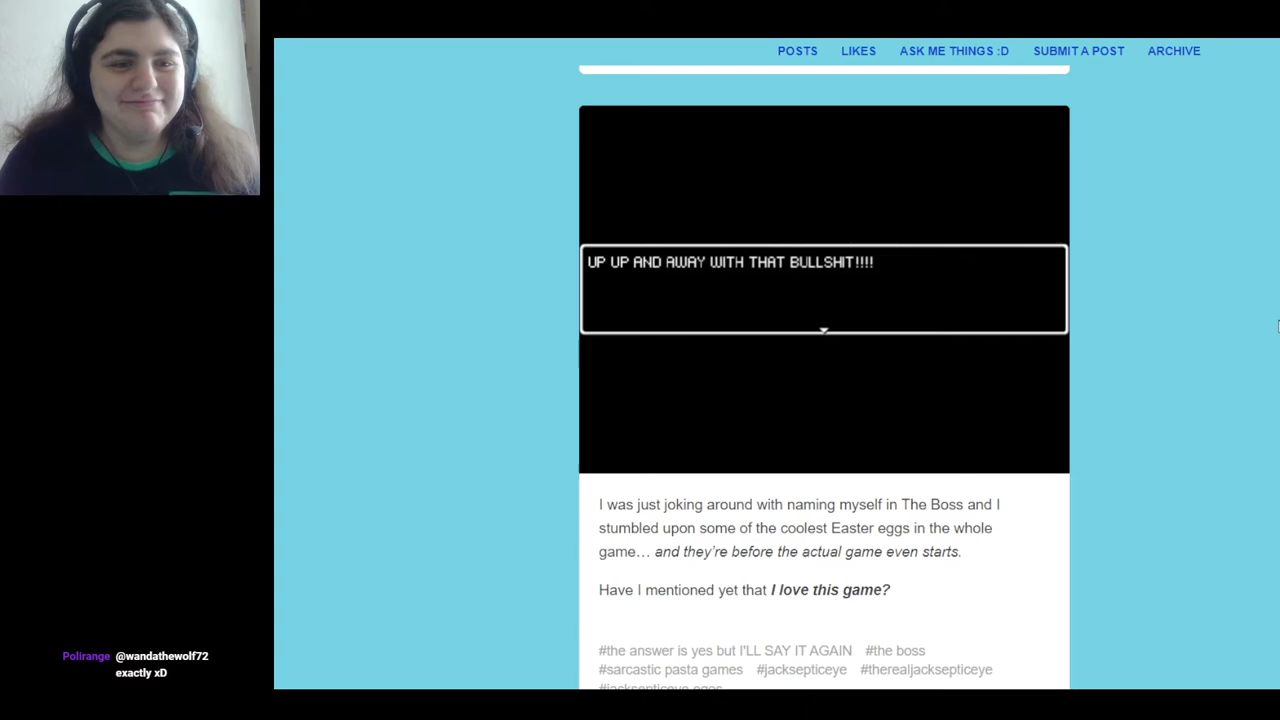 POSTS LIKES ASK ME THINGS :D SUBMIT A POST ARCHIVE
UP UP AND AWAY WITH THAT BULLSHIT!!!!
I was just joking around with naming myself in The Boss and I
stumbled upon some of the coolest Easter eggs in the whole
game… and they're before the actual game even starts.
Have I mentioned yet that I love this game?
#the answer is yes but I'LL SAY IT AGAIN #the boss
#sarcastic pasta games #jacksepticeye #therealjacksepticeye
Polirange @wandathewolf72
exactly xD